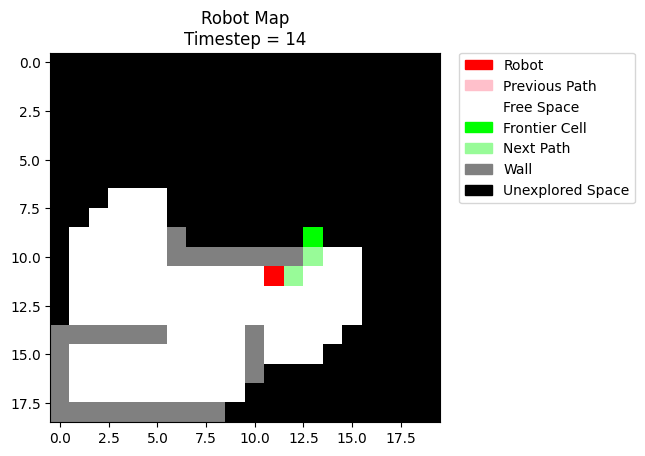 Robot Map
Timestep = 14
0.0
2.5
5.0
7.5
10.0
12.5
15.0
17.5
0.0
2.5
5.0
7.5
10.0
12.5
15.0
17.5
Robot
Previous Path
Free Space
Frontier Cell
Next Path
Wall
Unexplored Space